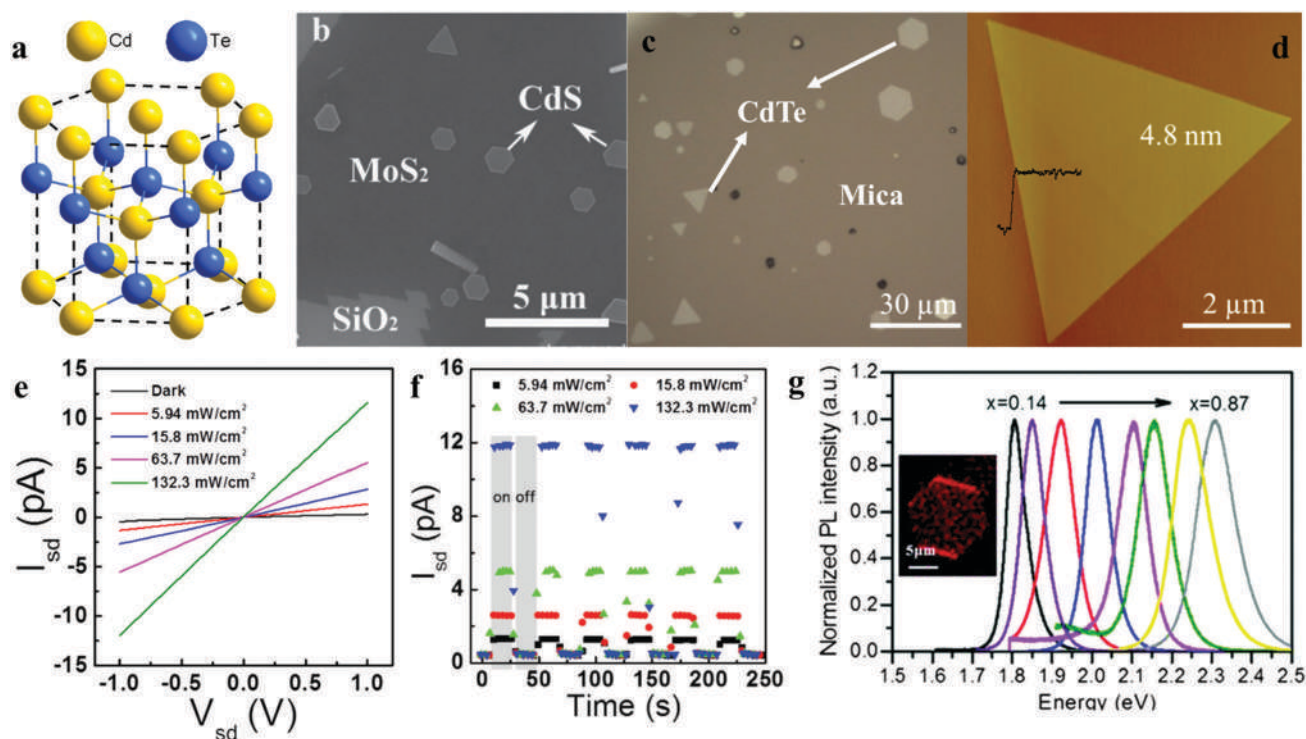 a
Cd
Te
b
CdS
MoS₂
SiO₂
5 µm
c
CdTe
Mica
30 µm
d
4.8 nm
2 µm
e
15
10
5
0
-5
-10
-15
Isd (pA)
Dark
5.94 mW/cm²
15.8 mW/cm²
63.7 mW/cm²
132.3 mW/cm²
-1.0 -0.5 0.0 0.5 1.0
Vsd (V)
f
16
12
8
4
0
Isd (pA)
5.94 mW/cm² 15.8 mW/cm²
63.7 mW/cm² 132.3 mW/cm²
on off
0 50 100 150 200 250
Time (s)
g
Normalized PL intensity (a.u.)
1.0
0.8
0.6
0.4
0.2
0.0
x=0.14 x=0.87
5µm
1.5 1.6 1.7 1.8 1.9 2.0 2.1 2.2 2.3 2.4 2.5
Energy (eV)